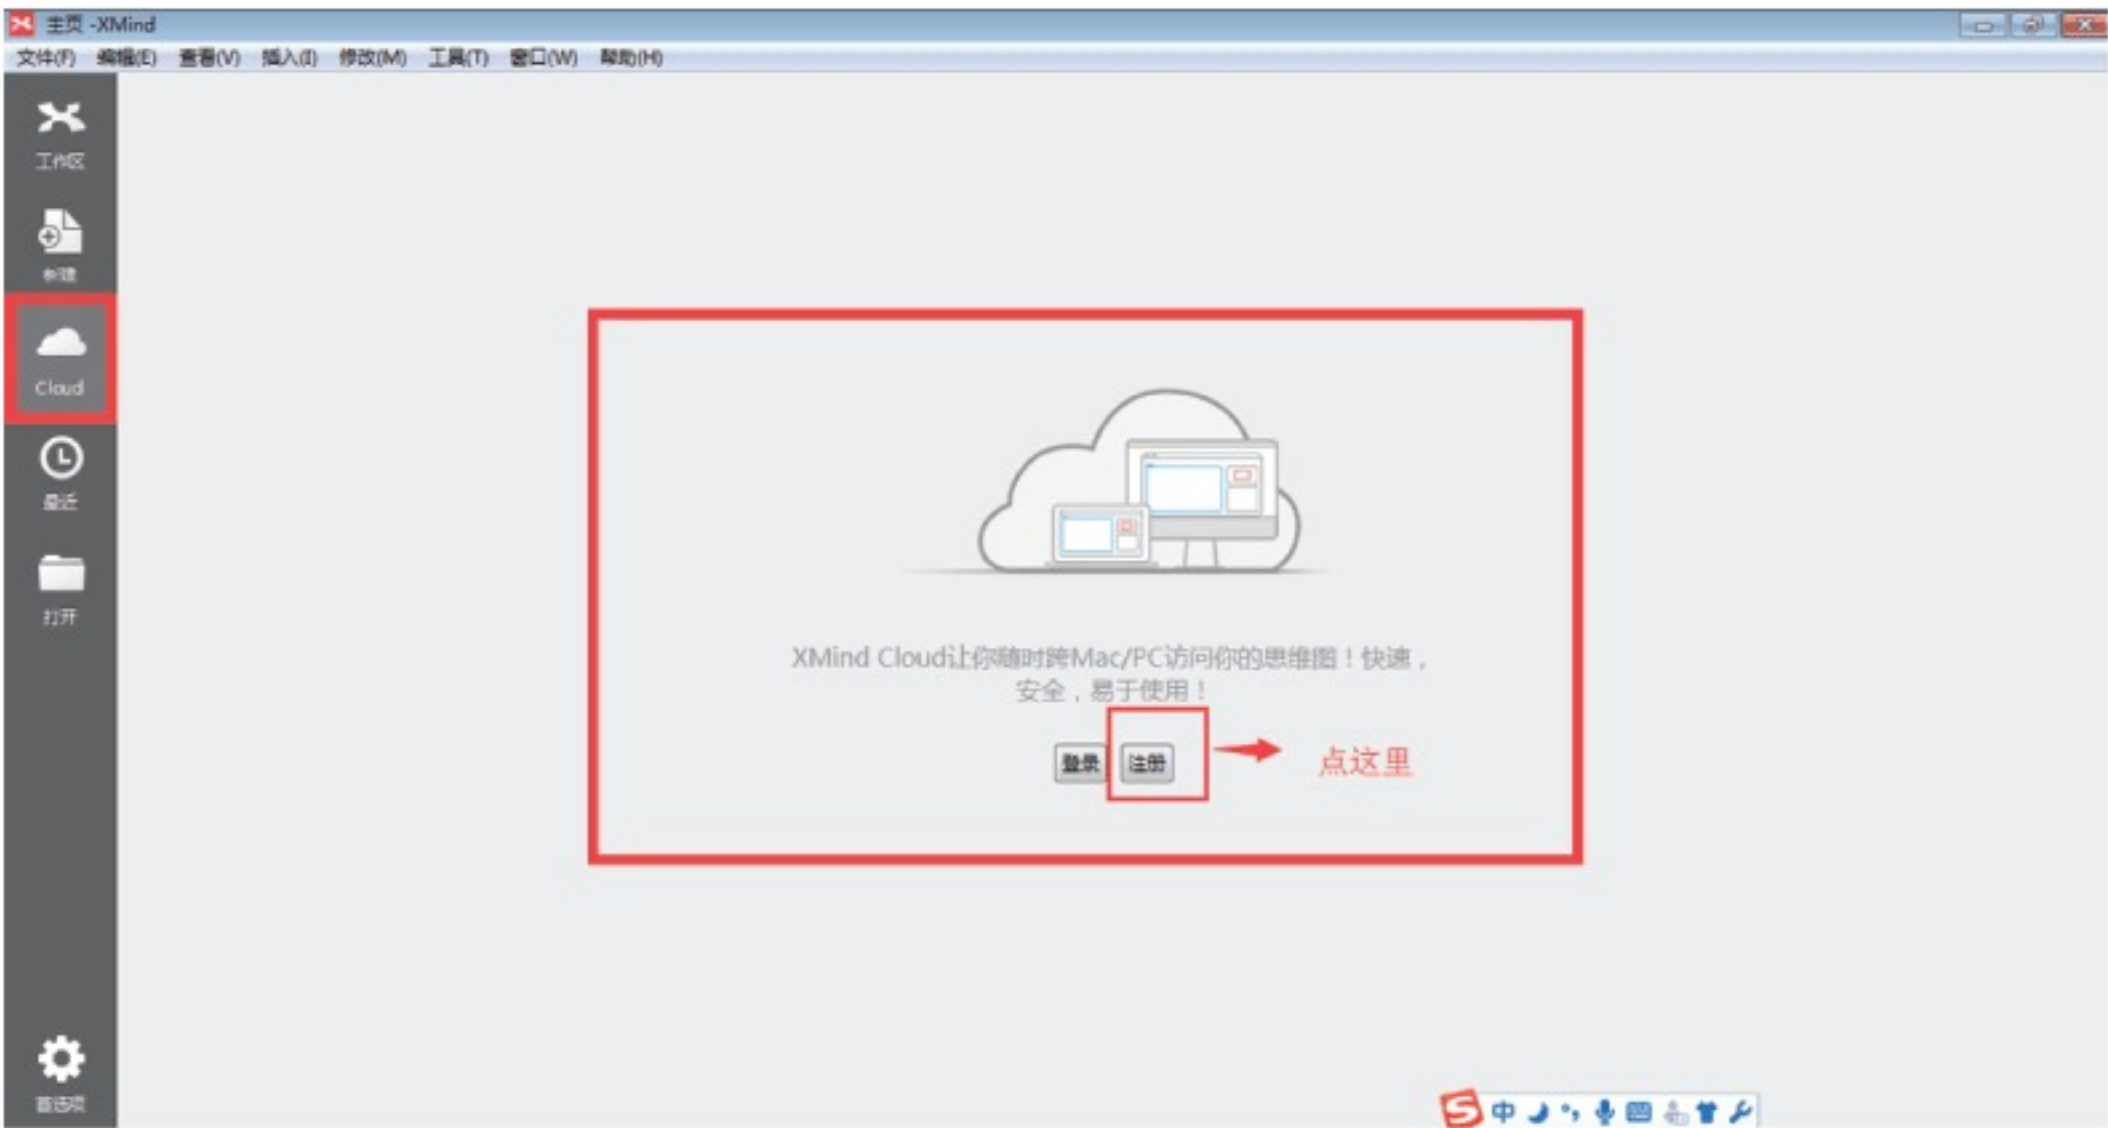 主页 -XMind
文件(F) 编辑(E) 查看(V) 插入(I) 修改(M) 工具(T) 窗口(W) 帮助(H)
工作区
新建
Cloud
最近
打开
XMind Cloud让你随时跨Mac/PC访问你的思维图！快速，
安全，易于使用！
登录 注册
点这里
首选项
中